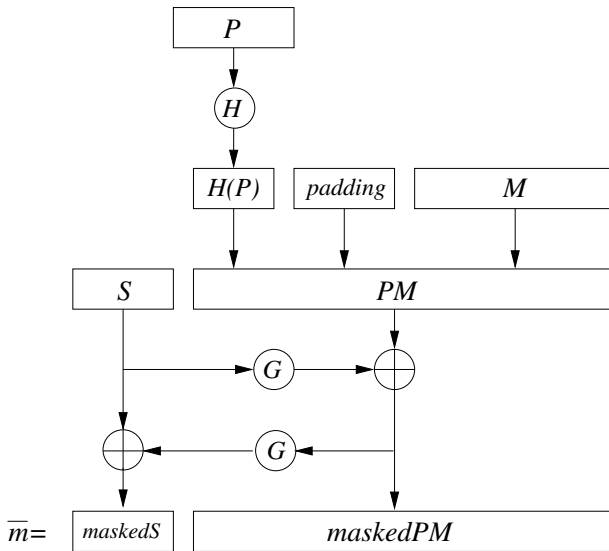 P
H
H(P) padding M
S PM
G
G
m̅= maskedS maskedPM